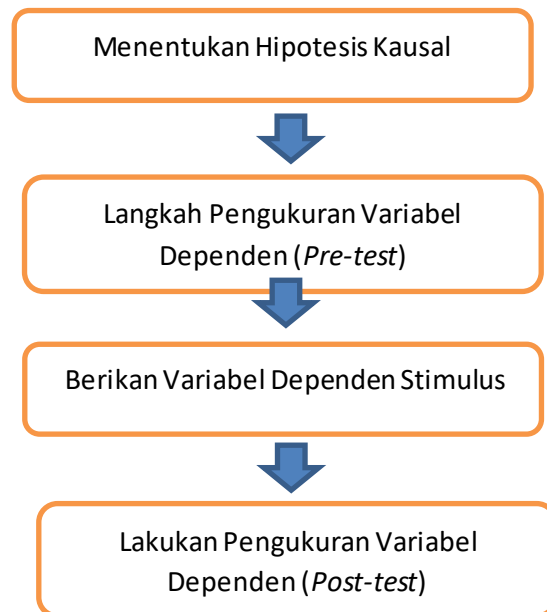 Menentukan Hipotesis Kausal
Langkah Pengukuran Variabel
Dependen (Pre-test)
Berikan Variabel Dependen Stimulus
Lakukan Pengukuran Variabel
Dependen (Post-test)